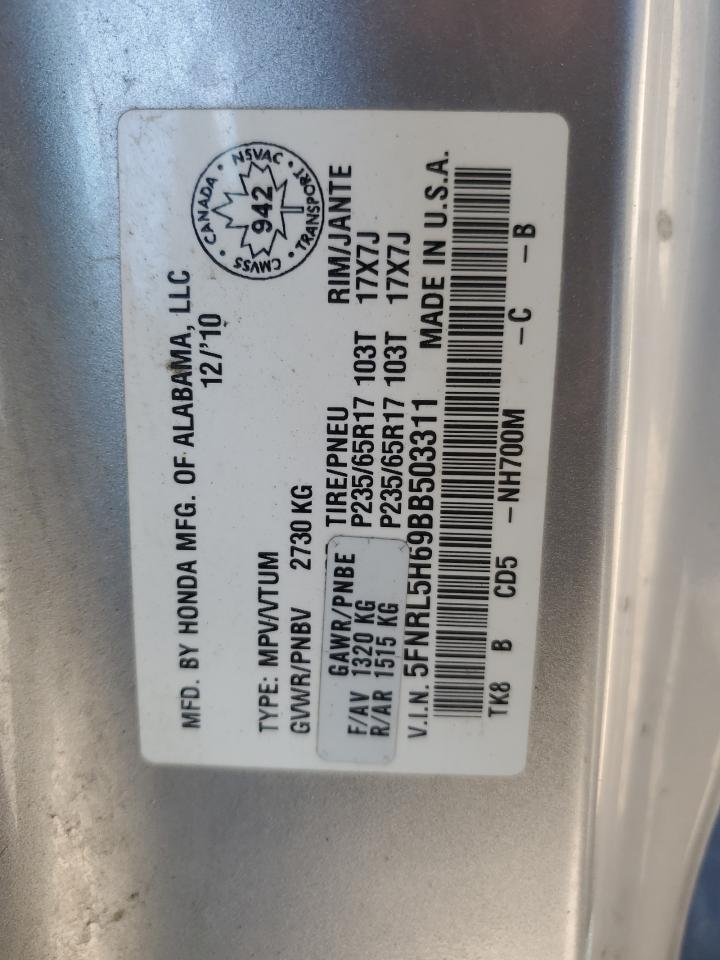 MFD. BY HONDA MFG. OF ALABAMA, LLC
12/'10
CANADA · NSVAC ·
942
CMVSS · TRANSPORT ·
TYPE: MPV/VTUM
GVWR/PNBV 2730 KG
GAWR/PNBE TIRE/PNEU RIM/JANTE
F/AV 1320 KG P235/65R17 103T 17X7J
R/AR 1515 KG P235/65R17 103T 17X7J
V.I.N. 5FNRL5H69BB503311 MADE IN U.S.A.
TK8 B CD5 -NH700M -C -B